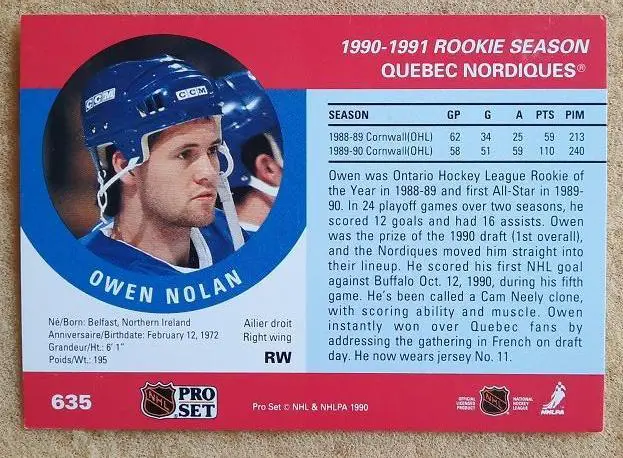 1990-1991 ROOKIE SEASON
QUEBEC NORDIQUES®
CCM
CCM
OWEN NOLAN
SEASON GP G A PTS PIM
1988-89 Cornwall(OHL) 62 34 25 59 213
1989-90 Cornwall(OHL) 58 51 59 110 240
Owen was Ontario Hockey League Rookie of
the Year in 1988-89 and first All-Star in 1989-
90. In 24 playoff games over two seasons, he
scored 12 goals and had 16 assists. Owen
was the prize of the 1990 draft (1st overall),
and the Nordiques moved him straight into
their lineup. He scored his first NHL goal
against Buffalo Oct. 12, 1990, during his fifth
game. He's been called a Cam Neely clone,
with scoring ability and muscle. Owen
instantly won over Quebec fans by
addressing the gathering in French on draft
day. He now wears jersey No. 11.
Né/Born: Belfast, Northern Ireland
Anniversaire/Birthdate: February 12, 1972
Grandeur/Ht.: 6' 1"
Poids/Wt.: 195
Ailier droit
Right wing
RW
635
NHL
PRO
SET
Pro Set © NHL & NHLPA 1990
OFFICIAL
LICENSED
PRODUCT
NHL
NATIONAL
HOCKEY
LEAGUE
NHLPA